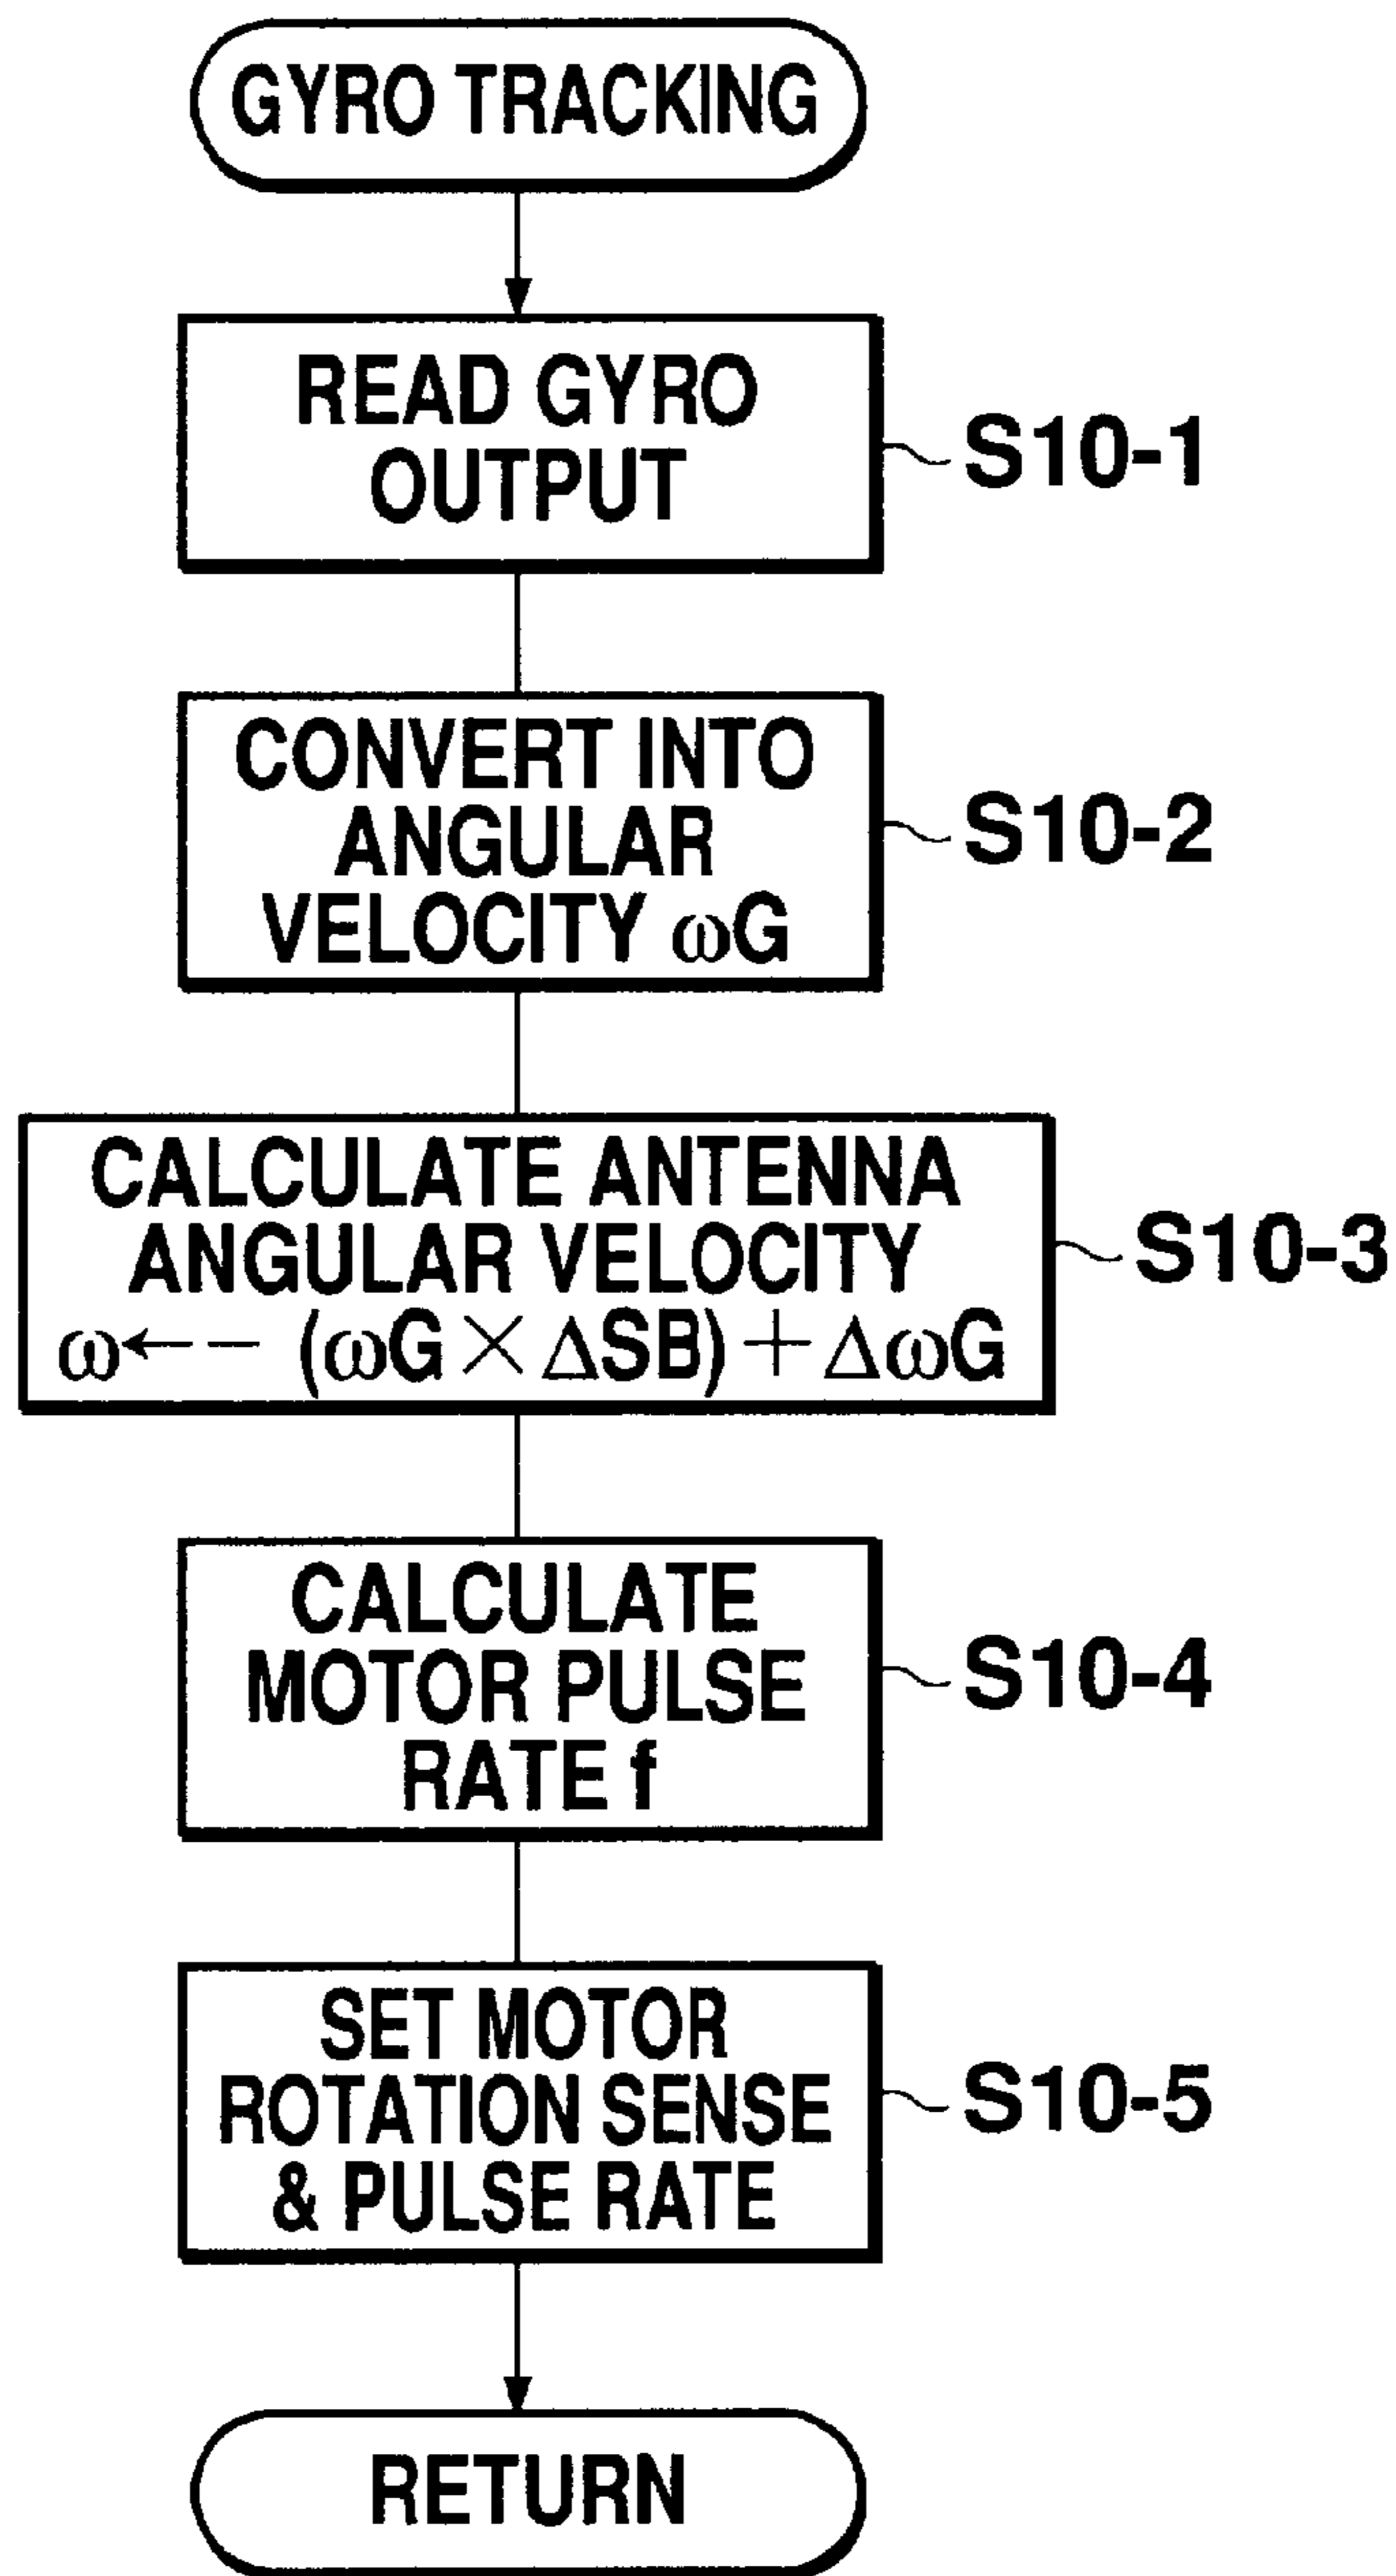 GYRO TRACKING
READ GYRO
OUTPUT
S10-1
CONVERT INTO
ANGULAR
VELOCITY ωG
S10-2
CALCULATE ANTENNA
ANGULAR VELOCITY
ω←− (ωG × ΔSB) + ΔωG
S10-3
CALCULATE
MOTOR PULSE
RATE f
S10-4
SET MOTOR
ROTATION SENSE
& PULSE RATE
S10-5
RETURN